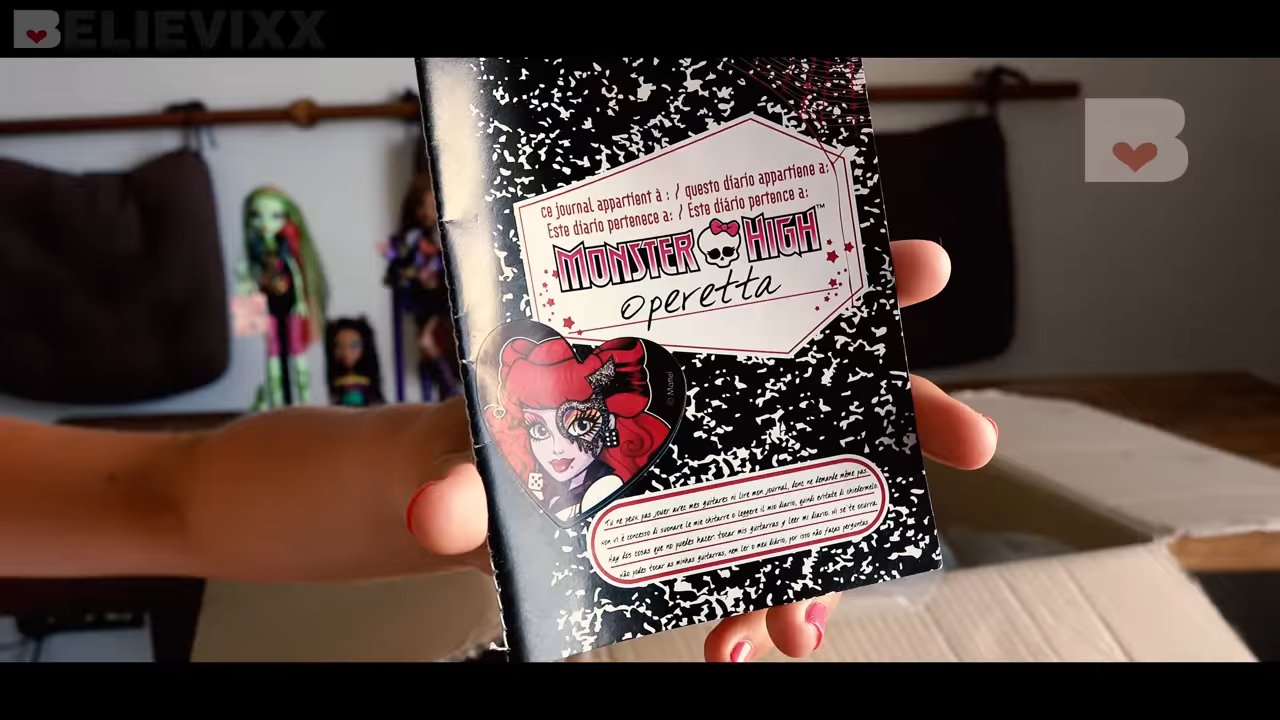 BELIEVIXX
B
ce journal appartient à : / questo diario appartiene a:
Este diario pertenece a: / Este diário pertence a:
MONSTER HIGH™
operetta
© Mattel
Tu ne peux pas jouer avec mes guitares ni lire mon journal, donc ne demande même pas.
Non vi è concesso di suonare le mie chitarre o leggere il mio diario, quindi evitate di chiedermelo
Hay dos cosas que no puedes hacer: tocar mis guitarras y leer mi diario. Ni se te ocurra.
Não podes tocar as minhas guitarras, nem ler o meu diário, por isso não faças perguntas.